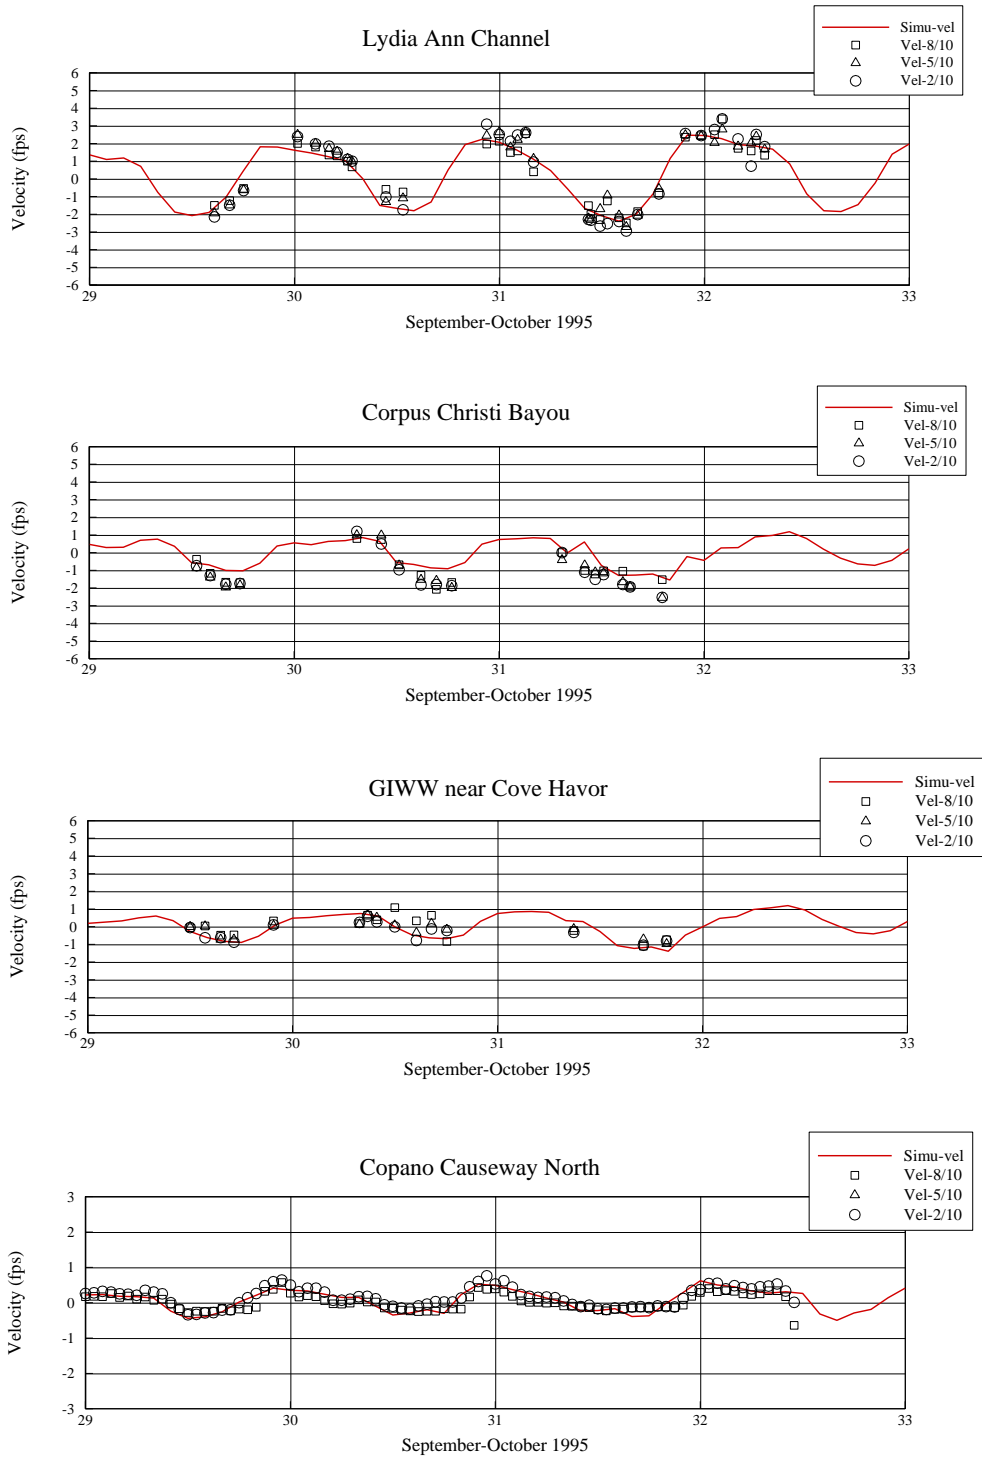 Lydia Ann Channel
Simu-vel
Vel-8/10
Vel-5/10
Vel-2/10
Velocity (fps)
6
5
4
3
2
1
0
-1
-2
-3
-4
-5
-6
29 30 31 32 33
September-October 1995
Corpus Christi Bayou
Simu-vel
Vel-8/10
Vel-5/10
Vel-2/10
Velocity (fps)
6
5
4
3
2
1
0
-1
-2
-3
-4
-5
-6
29 30 31 32 33
September-October 1995
GIWW near Cove Havor
Simu-vel
Vel-8/10
Vel-5/10
Vel-2/10
Velocity (fps)
6
5
4
3
2
1
0
-1
-2
-3
-4
-5
-6
29 30 31 32 33
September-October 1995
Copano Causeway North
Simu-vel
Vel-8/10
Vel-5/10
Vel-2/10
Velocity (fps)
3
2
1
0
-1
-2
-3
29 30 31 32 33
September-October 1995